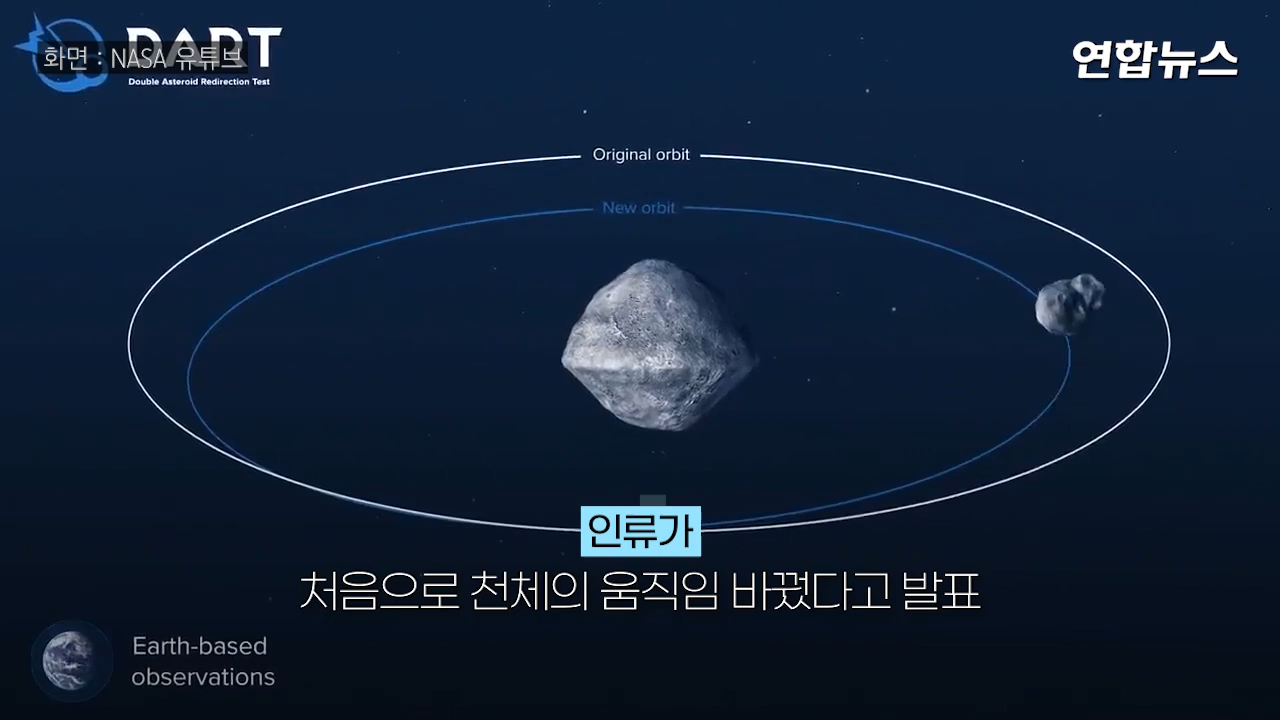 DART
화면 : NASA 유튜브
Double Asteroid Redirection Test
연합뉴스
Original orbit
New orbit
인류가
처음으로 천체의 움직임 바꿨다고 발표
Earth-based
observations